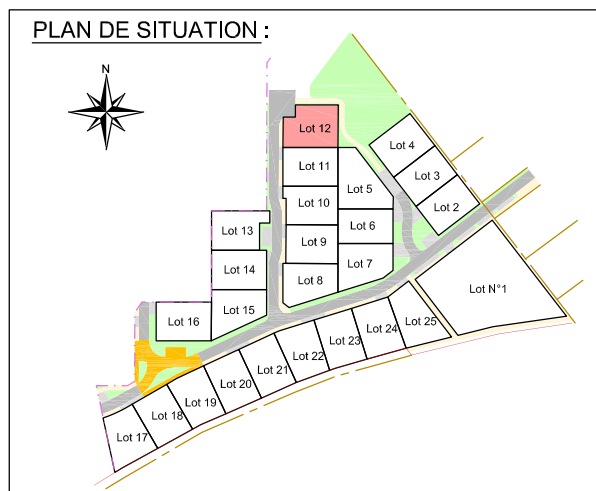 PLAN DE SITUATION :
N
Lot 12
Lot 4
Lot 11
Lot 3
Lot 5
Lot 10
Lot 2
Lot 6
Lot 13
Lot 9
Lot 7
Lot 14
Lot 8
Lot N°1
Lot 15
Lot 16
Lot 25
Lot 24
Lot 23
Lot 22
Lot 21
Lot 20
Lot 19
Lot 18
Lot 17